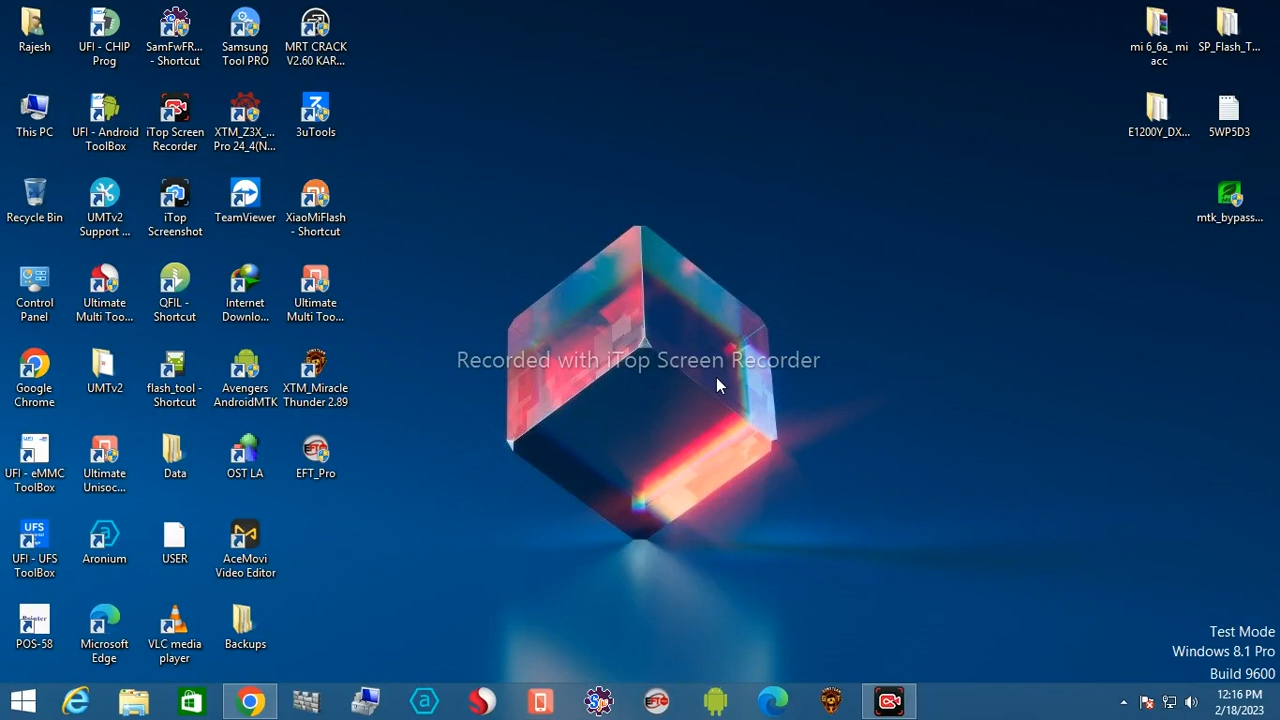 Rajesh
UFI - CHIP
Prog
SamFwFR...
- Shortcut
Samsung
Tool PRO
MRT CRACK
V2.60 KAR...
mi 6_6a_ mi
acc
SP_Flash_T...
This PC
UFI - Android
ToolBox
iTop Screen
Recorder
XTM_Z3X_...
Pro 24_4(N...
3uTools
E1200Y_DX...
5WP5D3
Recycle Bin
UMTv2
Support ...
iTop
Screenshot
TeamViewer
XiaoMiFlash
- Shortcut
mtk_bypass...
Control
Panel
Ultimate
Multi Too...
QFIL -
Shortcut
Internet
Downlo...
Ultimate
Multi Too...
Google
Chrome
UMTv2
flash_tool -
Shortcut
Avengers
AndroidMTK
XTM_Miracle
Thunder 2.89
Recorded with iTop Screen Recorder
UFI - eMMC
ToolBox
Ultimate
Unisoc...
Data
OST LA
EFT_Pro
UFS
UFI - UFS
ToolBox
Aronium
USER
AceMovi
Video Editor
POS-58
Microsoft
Edge
VLC media
player
Backups
Test Mode
Windows 8.1 Pro
Build 9600
12:16 PM
2/18/2023